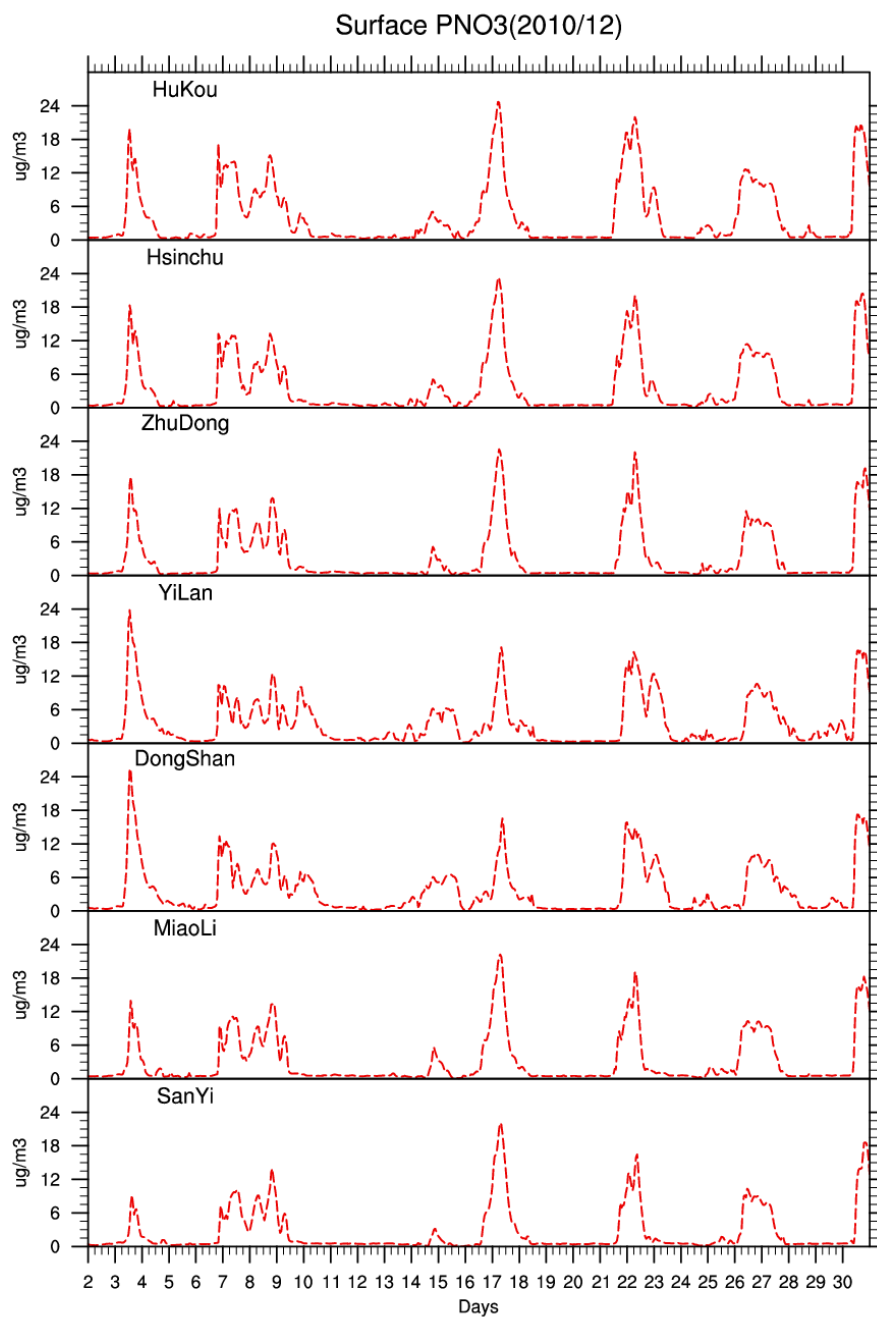 Surface PNO3(2010/12)
HuKou
ug/m3
24
18
12
6
0
Hsinchu
ug/m3
24
18
12
6
0
ZhuDong
ug/m3
24
18
12
6
0
YiLan
ug/m3
24
18
12
6
0
DongShan
ug/m3
24
18
12
6
0
MiaoLi
ug/m3
24
18
12
6
0
SanYi
ug/m3
24
18
12
6
0
2 3 4 5 6 7 8 9 10 11 12 13 14 15 16 17 18 19 20 21 22 23 24 25 26 27 28 29 30
Days